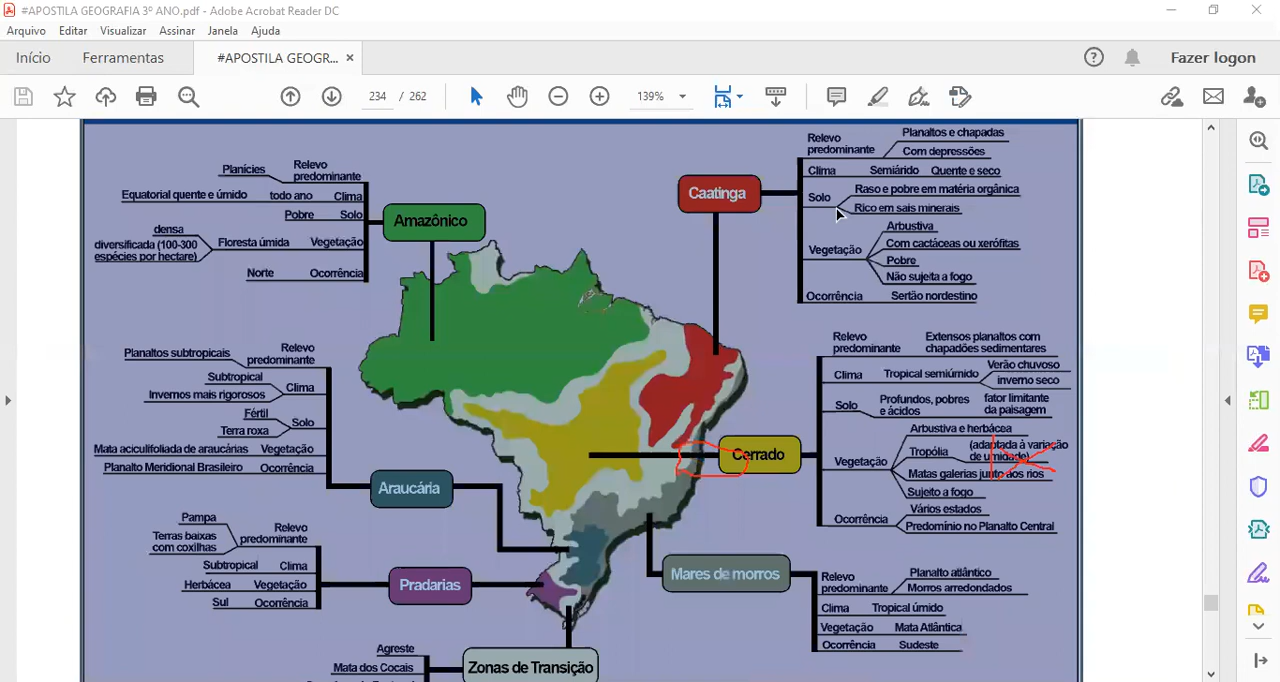 #APOSTILA GEOGRAFIA 3º ANO.pdf - Adobe Acrobat Reader DC
Arquivo Editar Visualizar Assinar Janela Ajuda
Início Ferramentas #APOSTILA GEOGR... × Fazer logon
234 / 262 139%
Amazônico
Relevo predominante
Planícies
Clima
todo ano
Equatorial quente e úmido
Solo
Pobre
Vegetação
Floresta úmida
densa
diversificada (100-300
espécies por hectare)
Ocorrência
Norte
Caatinga
Relevo
predominante
Planaltos e chapadas
Com depressões
Clima
Semiárido
Quente e seco
Solo
Raso e pobre em matéria orgânica
Rico em sais minerais
Vegetação
Arbustiva
Com cactáceas ou xerófitas
Pobre
Não sujeita a fogo
Ocorrência
Sertão nordestino
Araucária
Relevo
predominante
Planaltos subtropicais
Clima
Subtropical
Invernos mais rigorosos
Solo
Fértil
Terra roxa
Vegetação
Mata aciculifoliada de araucárias
Ocorrência
Planalto Meridional Brasileiro
Cerrado
Relevo
predominante
Extensos planaltos com
chapadões sedimentares
Clima
Tropical semiúmido
Verão chuvoso
inverno seco
Solo
Profundos, pobres
e ácidos
fator limitante
da paisagem
Vegetação
Arbustiva e herbácea
Tropólia
(adaptada à variação
de umidade)
Matas galerias junto aos rios
Sujeito a fogo
Ocorrência
Vários estados
Predomínio no Planalto Central
Pradarias
Relevo
predominante
Pampa
Terras baixas
com coxilhas
Clima
Subtropical
Vegetação
Herbácea
Ocorrência
Sul
Mares de morros
Relevo
predominante
Planalto atlântico
Morros arredondados
Clima
Tropical úmido
Vegetação
Mata Atlântica
Ocorrência
Sudeste
Zonas de Transição
Agreste
Mata dos Cocais